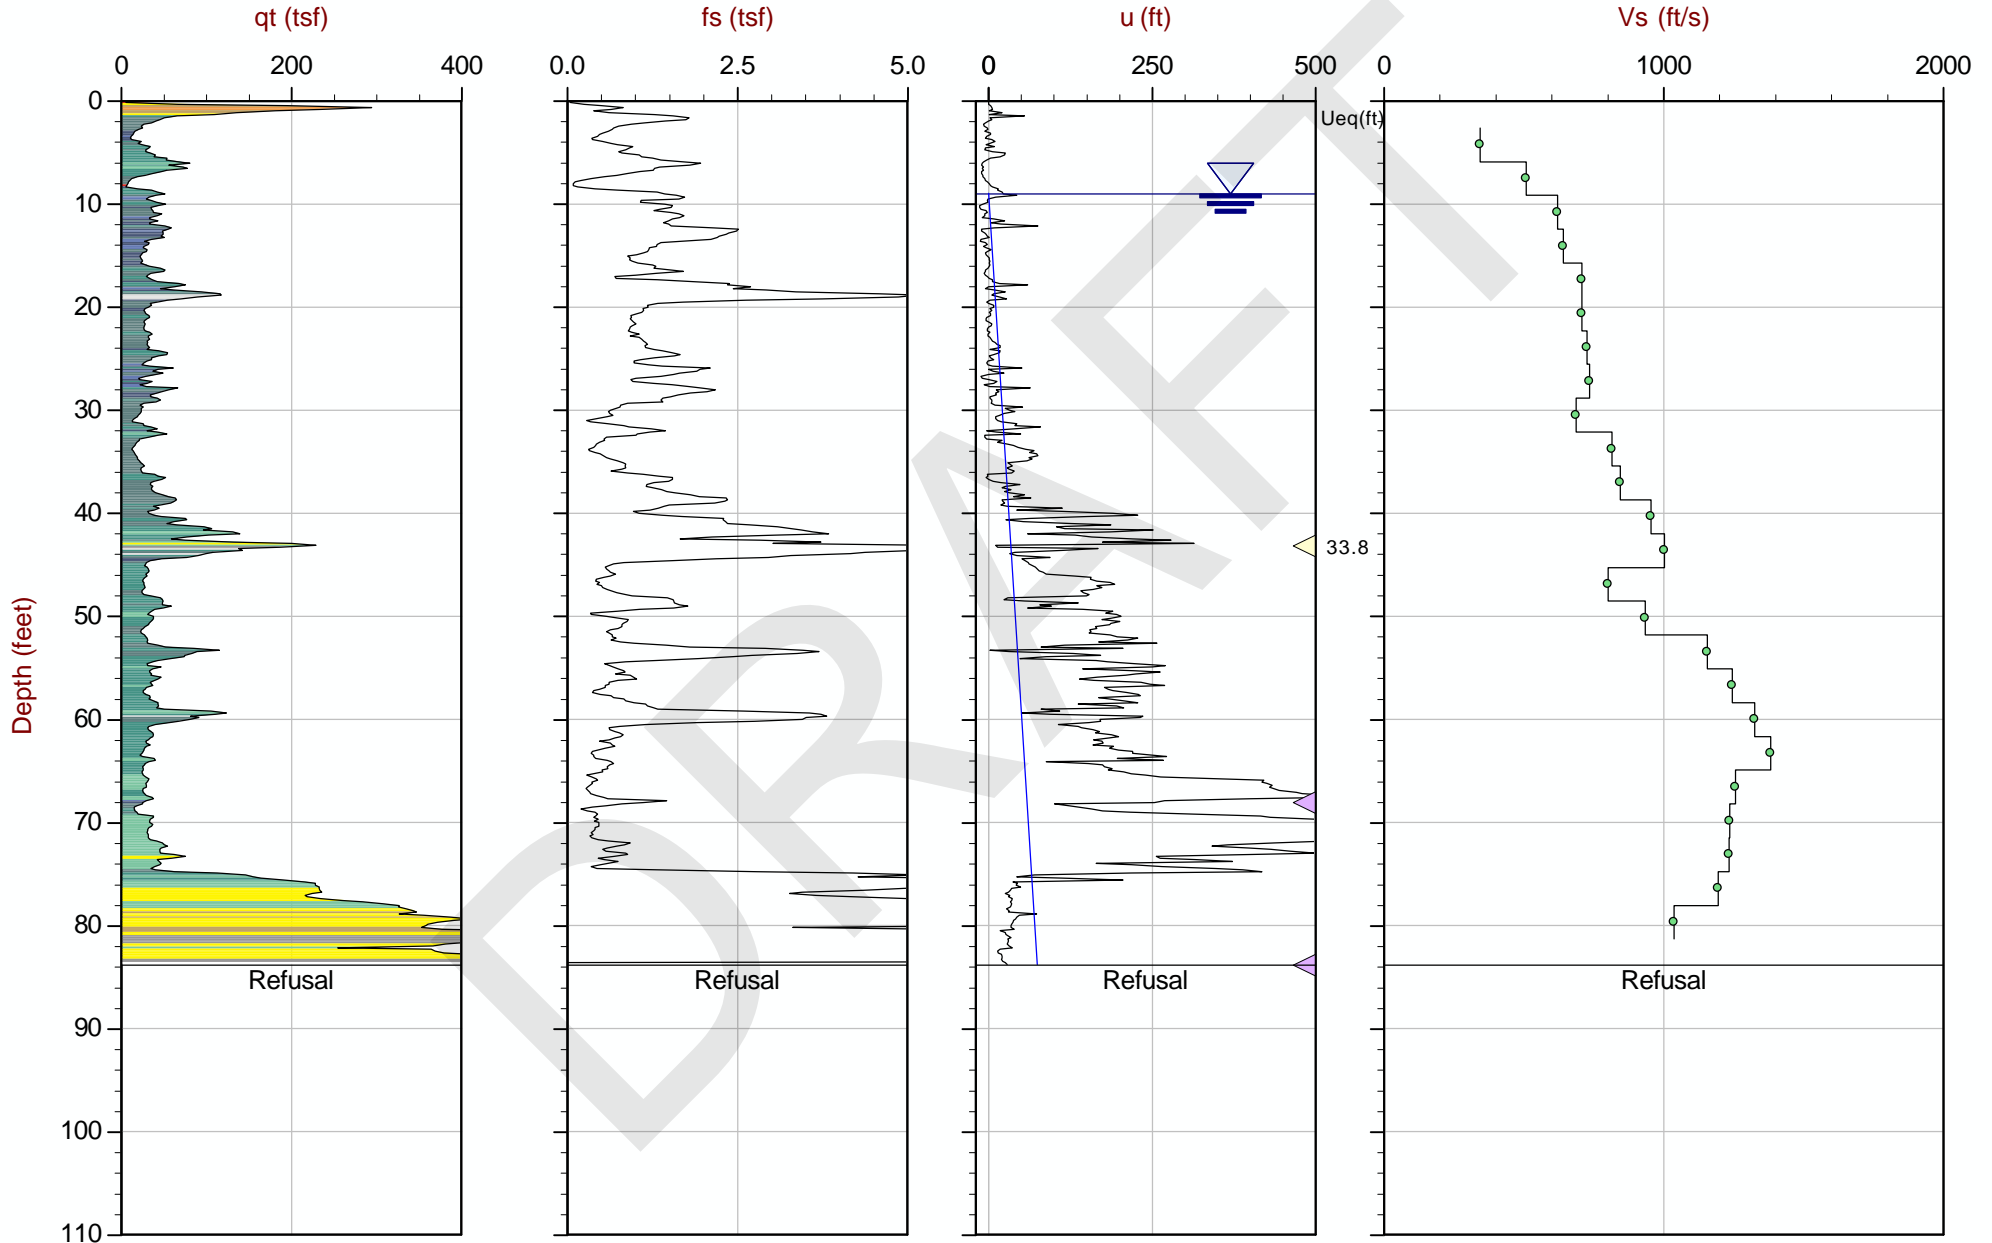 qt (tsf) fs (tsf) u (ft) Vs (ft/s)
0 200 400 0.0 2.5 5.0 0 250 500 0 1000 2000
0
Ueq(ft)
10
20
30
40
33.8
50
Depth (feet)
60
70
80
Refusal Refusal Refusal Refusal
90
100
110
DRAFT